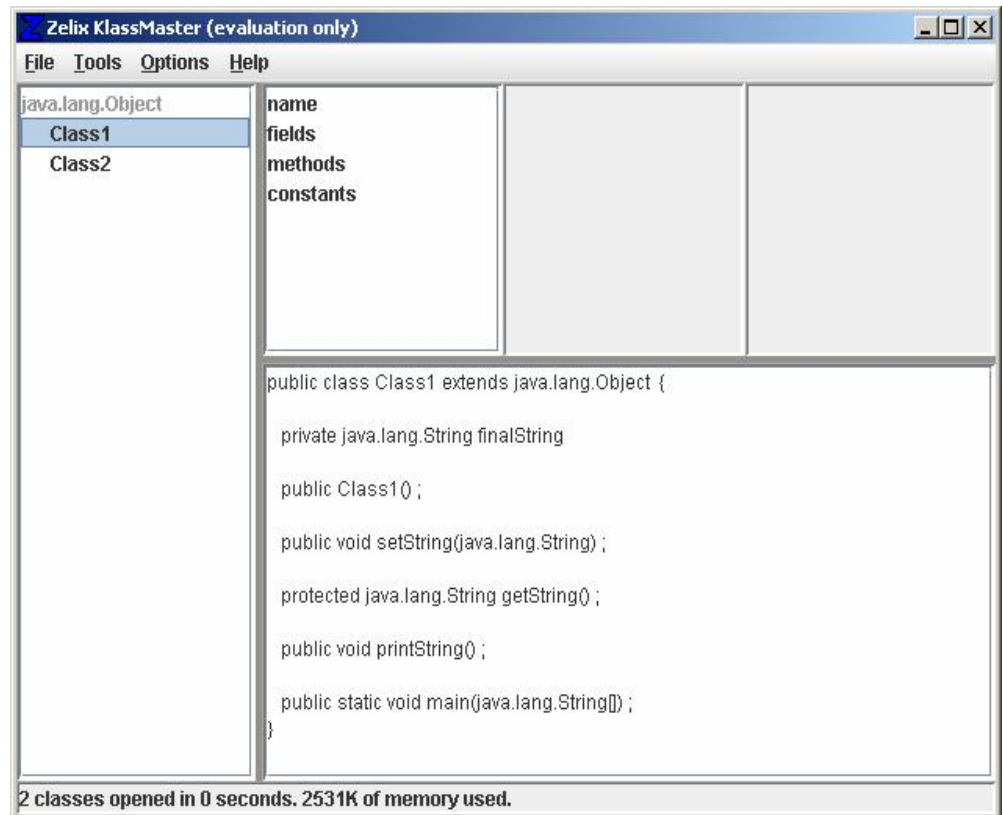 Zelix KlassMaster (evaluation only)
File Tools Options Help
java.lang.Object
Class1
Class2
name
fields
methods
constants
public class Class1 extends java.lang.Object {
private java.lang.String finalString
public Class1() ;
public void setString(java.lang.String) ;
protected java.lang.String getString() ;
public void printString() ;
public static void main(java.lang.String[]) ;
}
2 classes opened in 0 seconds. 2531K of memory used.